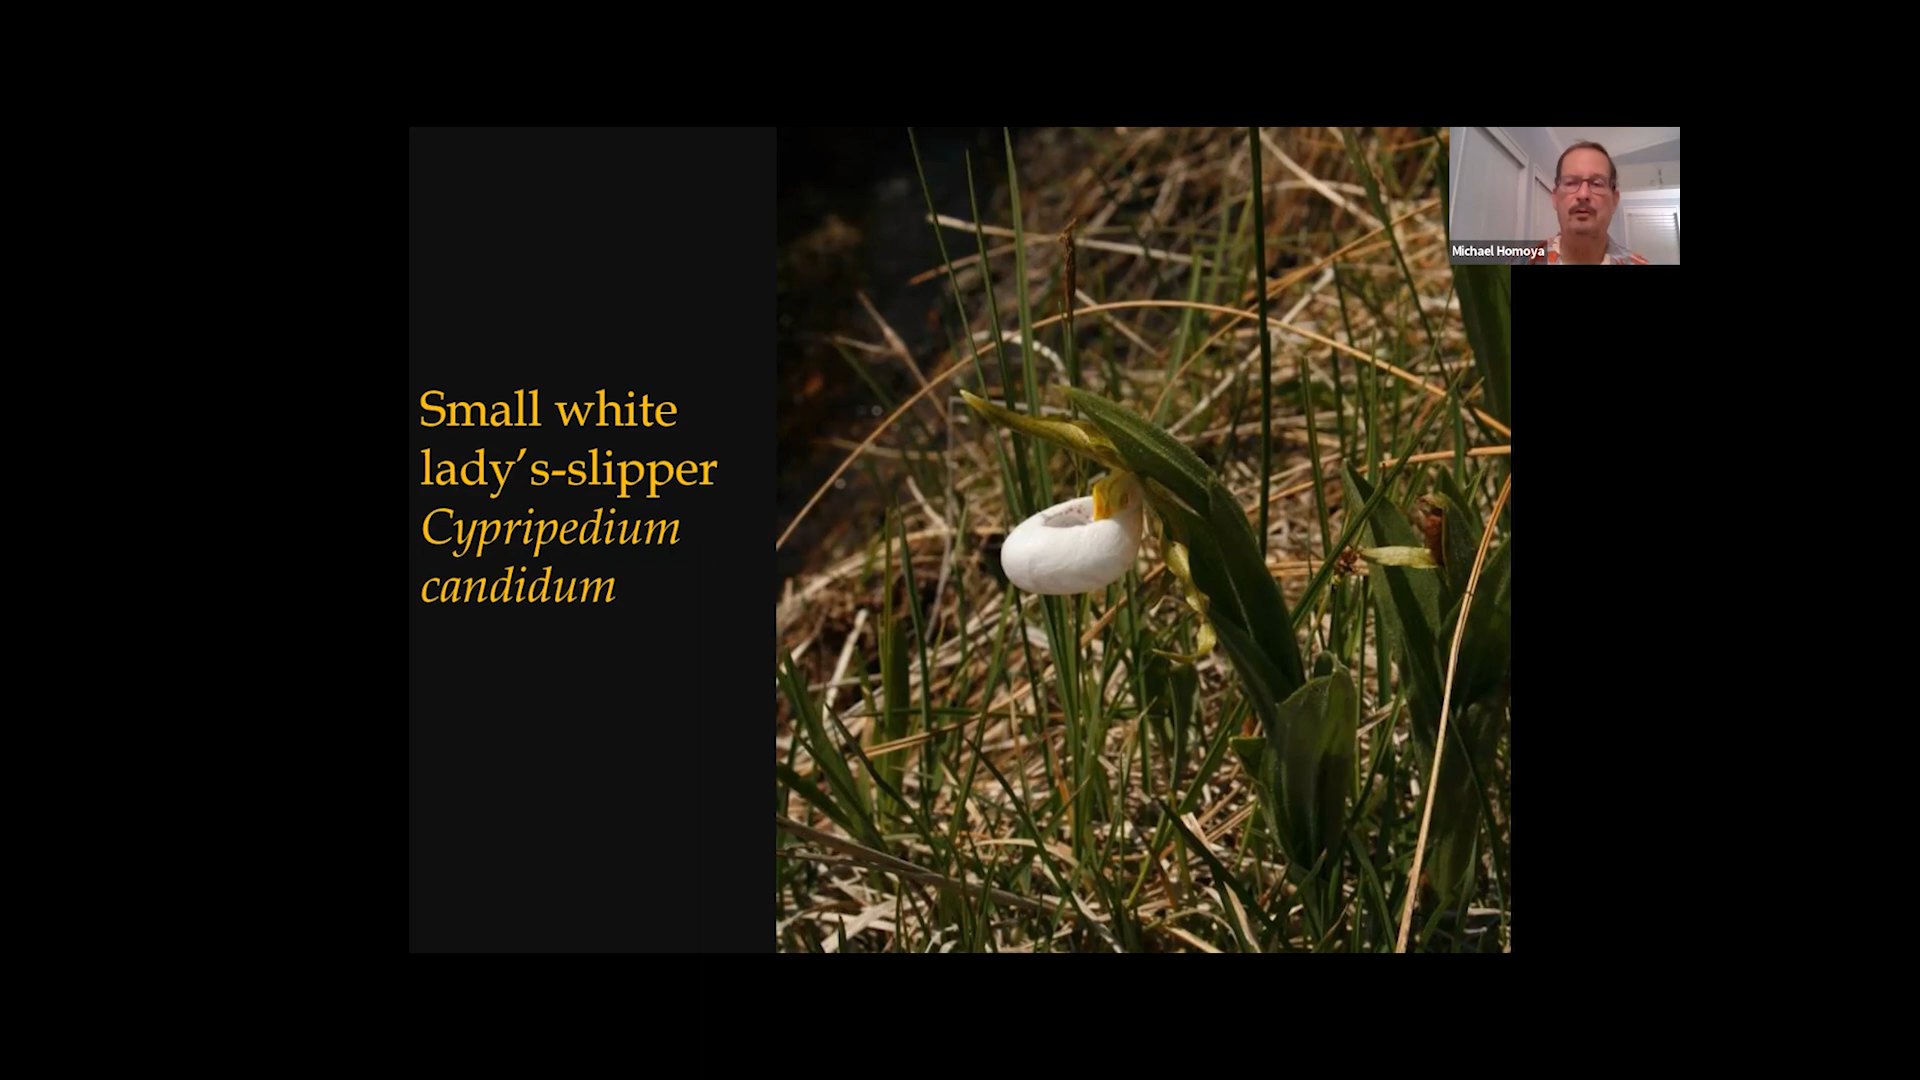 Small white
lady’s-slipper
Cypripedium
candidum
Michael Homoya